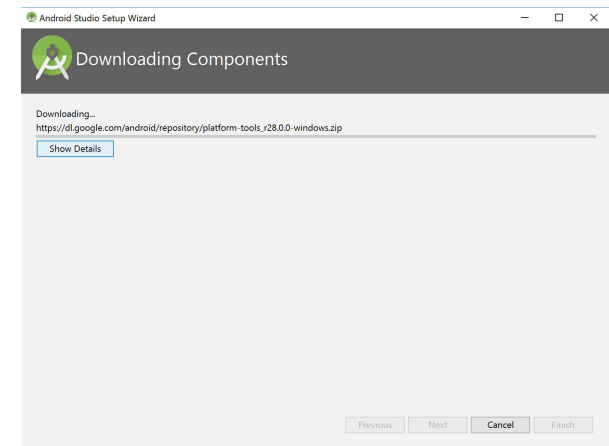 Android Studio Setup Wizard
Downloading Components
Downloading...
https://dl.google.com/android/repository/platform-tools_r28.0.0-windows.zip
Show Details
Previous
Next
Cancel
Finish